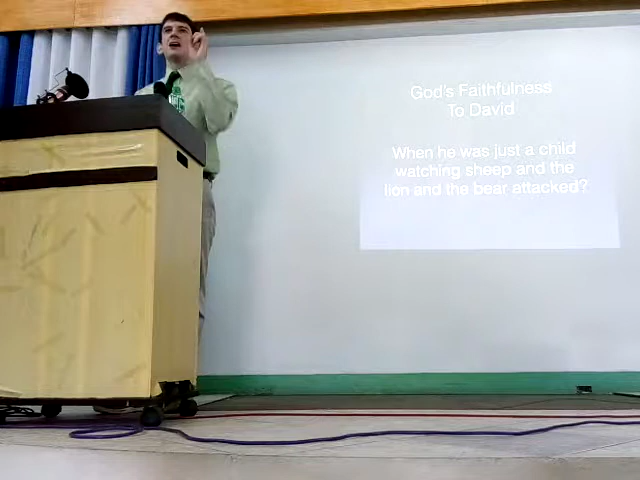 God's Faithfulness
To David
When he was just a child
watching sheep and the
lion and the bear attacked?